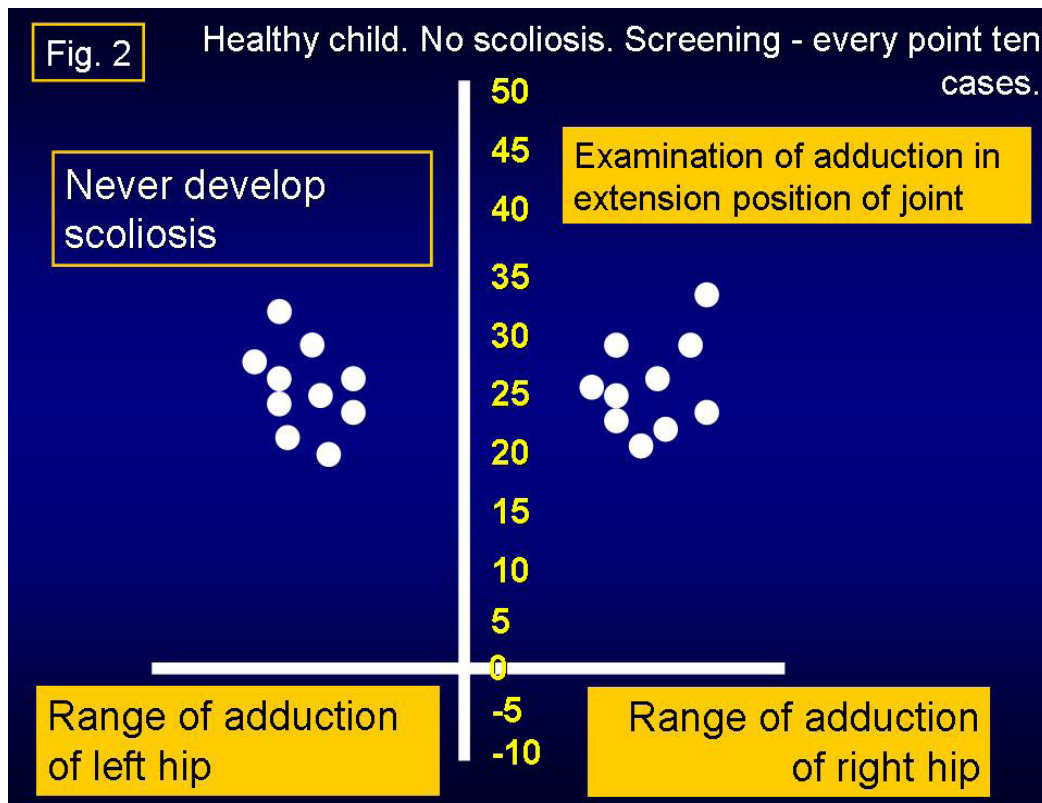 Fig. 2
Healthy child. No scoliosis. Screening - every point ten
cases.
50
45
40
35
30
25
20
15
10
5
0
-5
-10
Never develop
scoliosis
Examination of adduction in
extension position of joint
Range of adduction
of left hip
Range of adduction
of right hip